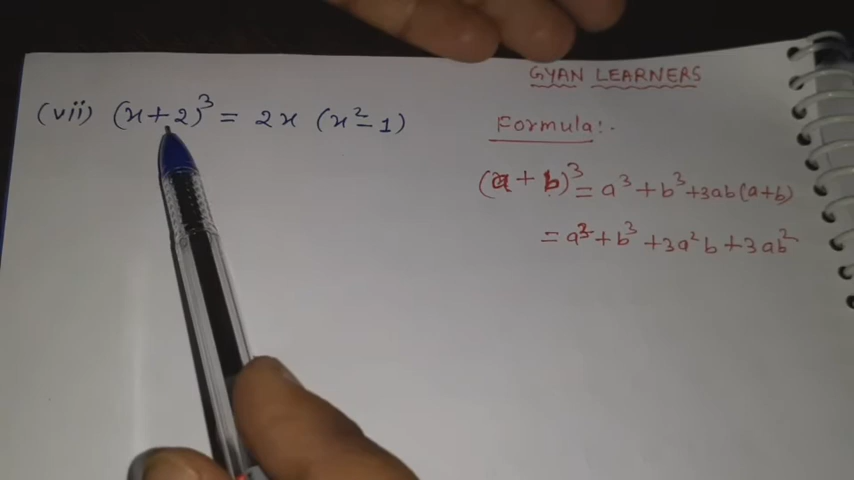 GYAN LEARNERS
(vii) (x+2)³ = 2x (x²-1)
Formula:-
(a+b)³ = a³+b³+3ab(a+b)
= a³+b³+3a²b+3ab²